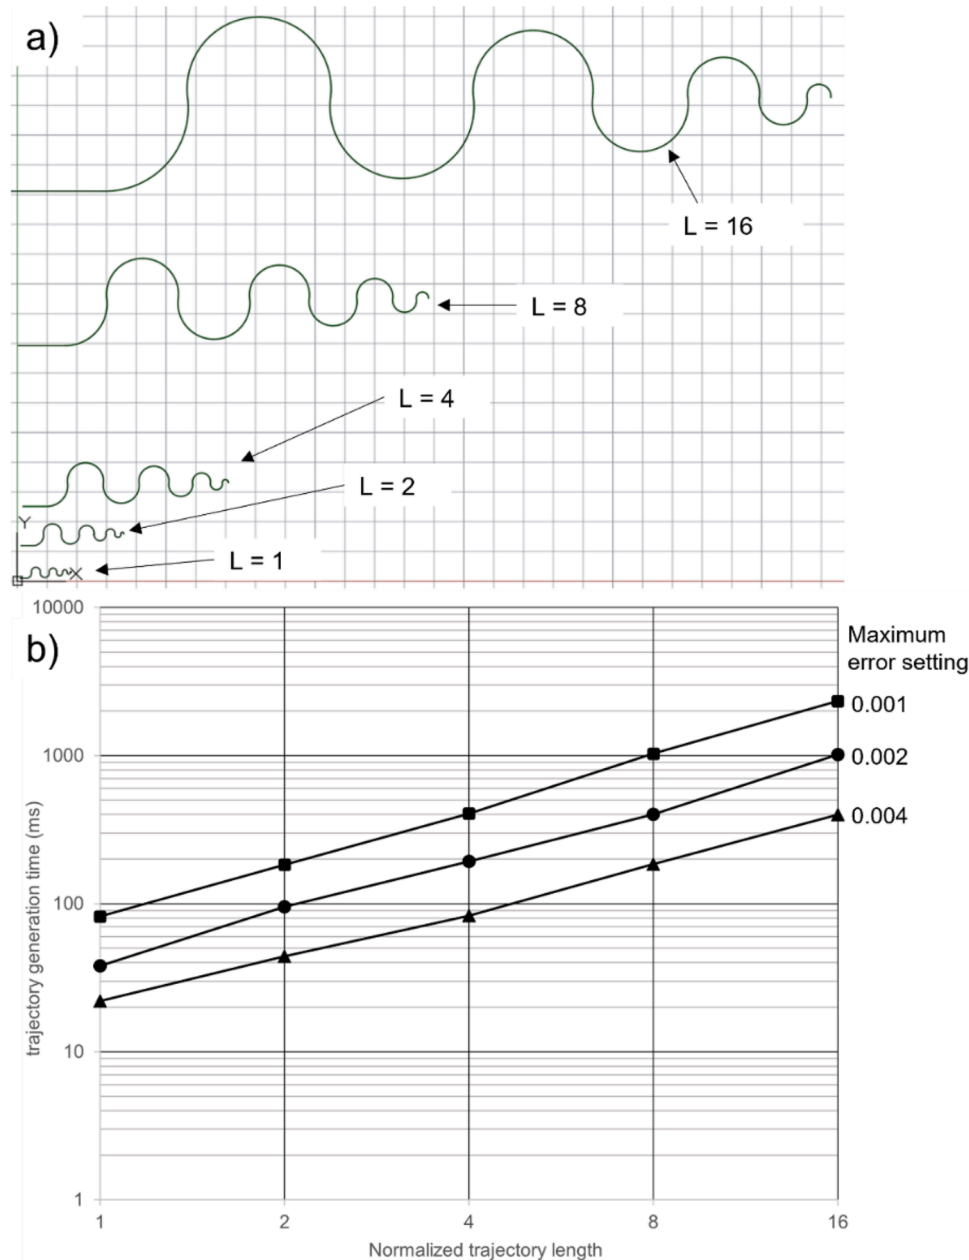 a)
L = 16
L = 8
L = 4
L = 2
Y
L = 1
X
10000
b)
Maximum
error setting
0.001
1000
0.002
0.004
trajectory generation time (ms)
100
10
1
1
2
4
8
16
Normalized trajectory length